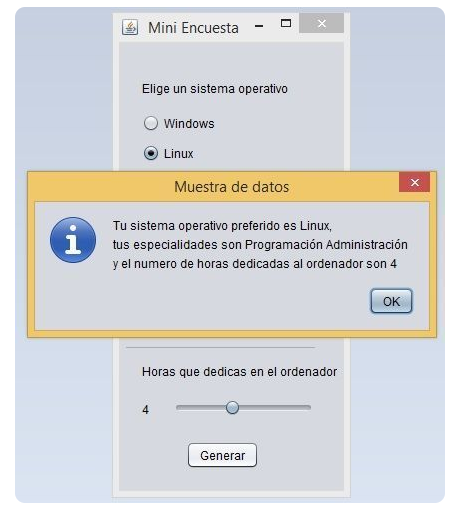 Mini Encuesta
Elige un sistema operativo
Windows
Linux
Muestra de datos
Tu sistema operativo preferido es Linux,
tus especialidades son Programación Administración
y el numero de horas dedicadas al ordenador son 4
OK
Horas que dedicas en el ordenador
4
Generar